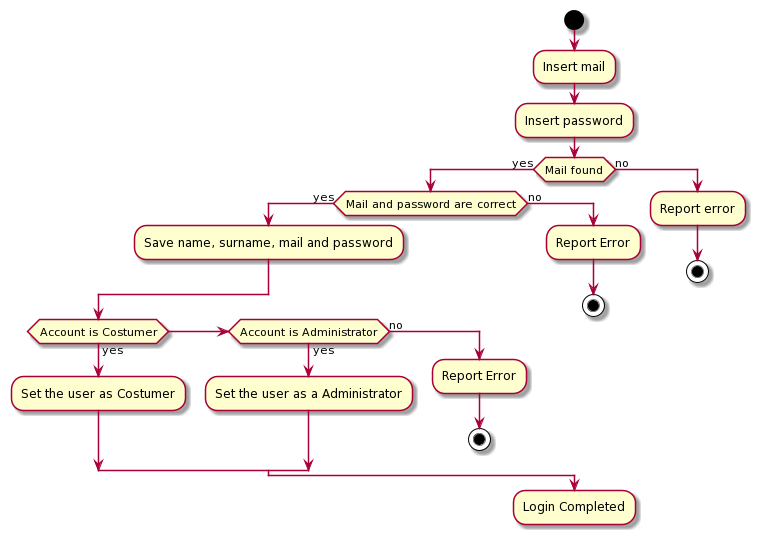 Insert mail
Insert password
yes
Mail found
no
yes
Mail and password are correct
no
Report error
Save name, surname, mail and password
Report Error
Account is Costumer
Account is Administrator
no
yes
yes
Set the user as Costumer
Set the user as a Administrator
Report Error
Login Completed